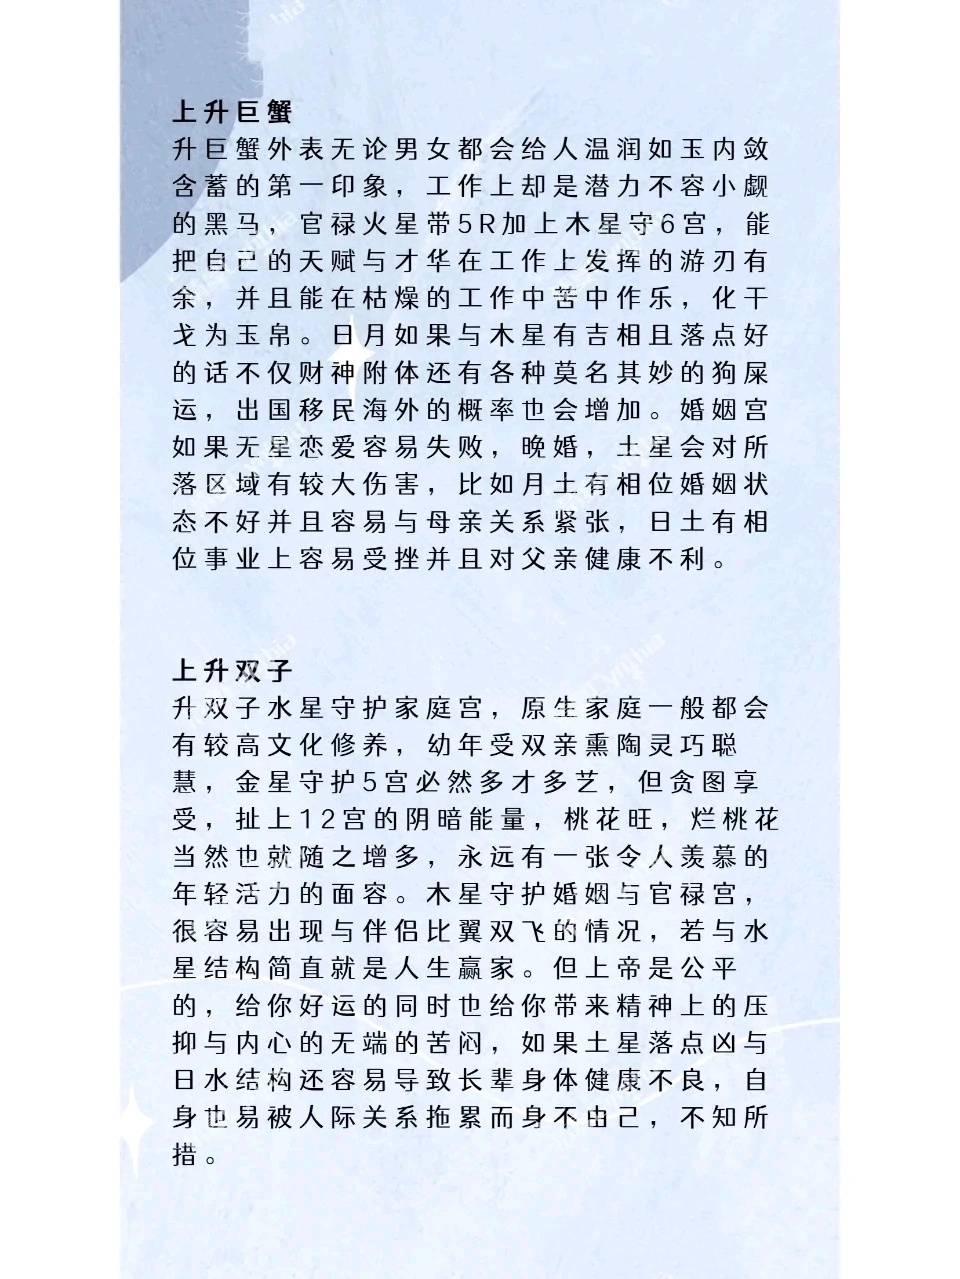 上升巨蟹
升巨蟹外表无论男女都会给人温润如玉内敛
含蓄的第一印象，工作上却是潜力不容小觑
的黑马，官禄火星带5R加上木星守6宫，能
把自己的天赋与才华在工作上发挥的游刃有
余，并且能在枯燥的工作中苦中作乐，化干
戈为玉帛。日月如果与木星有吉相且落点好
的话不仅财神附体还有各种莫名其妙的狗屎
运，出国移民海外的概率也会增加。婚姻宫
如果无星恋爱容易失败，晚婚，土星会对所
落区域有较大伤害，比如月土有相位婚姻状
态不好并且容易与母亲关系紧张，日土有相
位事业上容易受挫并且对父亲健康不利。
上升双子
升双子水星守护家庭宫，原生家庭一般都会
有较高文化修养，幼年受双亲熏陶灵巧聪
慧，金星守护5宫必然多才多艺，但贪图享
受，扯上12宫的阴暗能量，桃花旺，烂桃花
当然也就随之增多，永远有一张令人羡慕的
年轻活力的面容。木星守护婚姻与官禄宫，
很容易出现与伴侣比翼双飞的情况，若与水
星结构简直就是人生赢家。但上帝是公平
的，给你好运的同时也给你带来精神上的压
抑与内心的无端的苦闷，如果土星落点凶与
日水结构还容易导致长辈身体健康不良，自
身也易被人际关系拖累而身不由己，不知所
措。